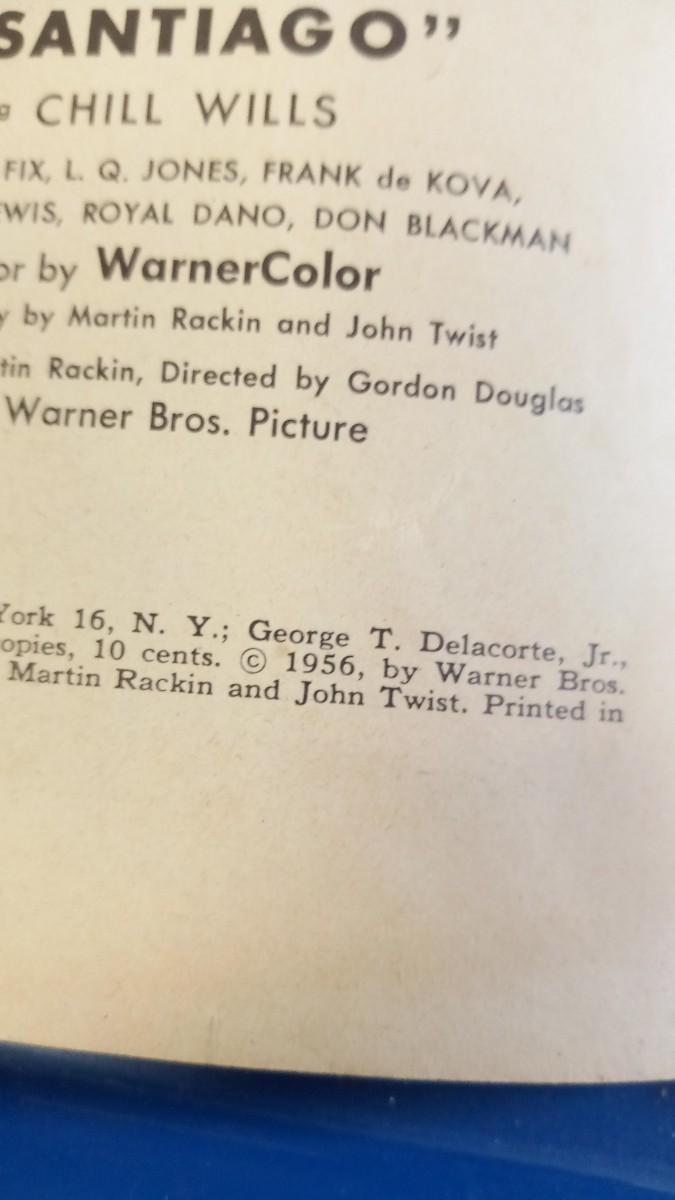 SANTIAGO”
g CHILL WILLS
FIX, L. Q. JONES, FRANK de KOVA,
EWIS, ROYAL DANO, DON BLACKMAN
or by WarnerColor
y by Martin Rackin and John Twist
tin Rackin, Directed by Gordon Douglas
Warner Bros. Picture
York 16, N. Y.; George T. Delacorte, Jr.,
opies, 10 cents. © 1956, by Warner Bros.
Martin Rackin and John Twist. Printed in